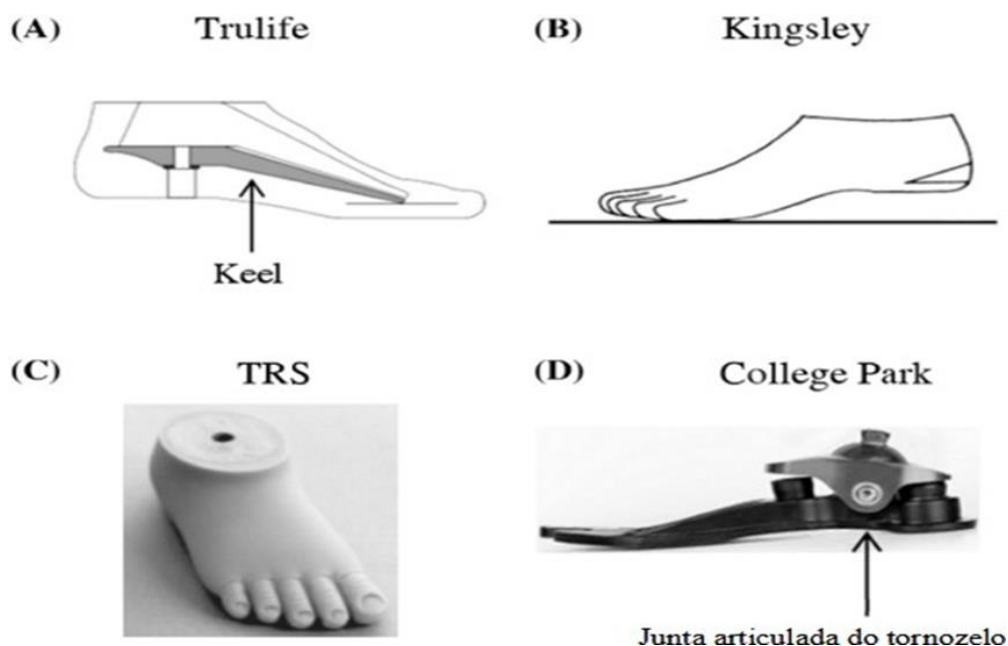 (A) Trulife
(B) Kingsley
Keel
(C) TRS
(D) College Park
Junta articulada do tornozelo